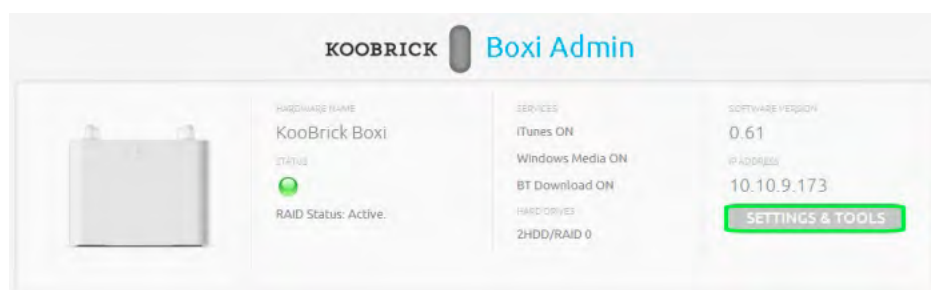 KOOBRICK Boxi Admin
HARDWARE NAME
KooBrick Boxi
STATUS
RAID Status: Active.
SERVICES
iTunes ON
Windows Media ON
BT Download ON
HARD DRIVES
2HDD/RAID 0
SOFTWARE VERSION
0.61
IP ADDRESS
10.10.9.173
SETTINGS & TOOLS